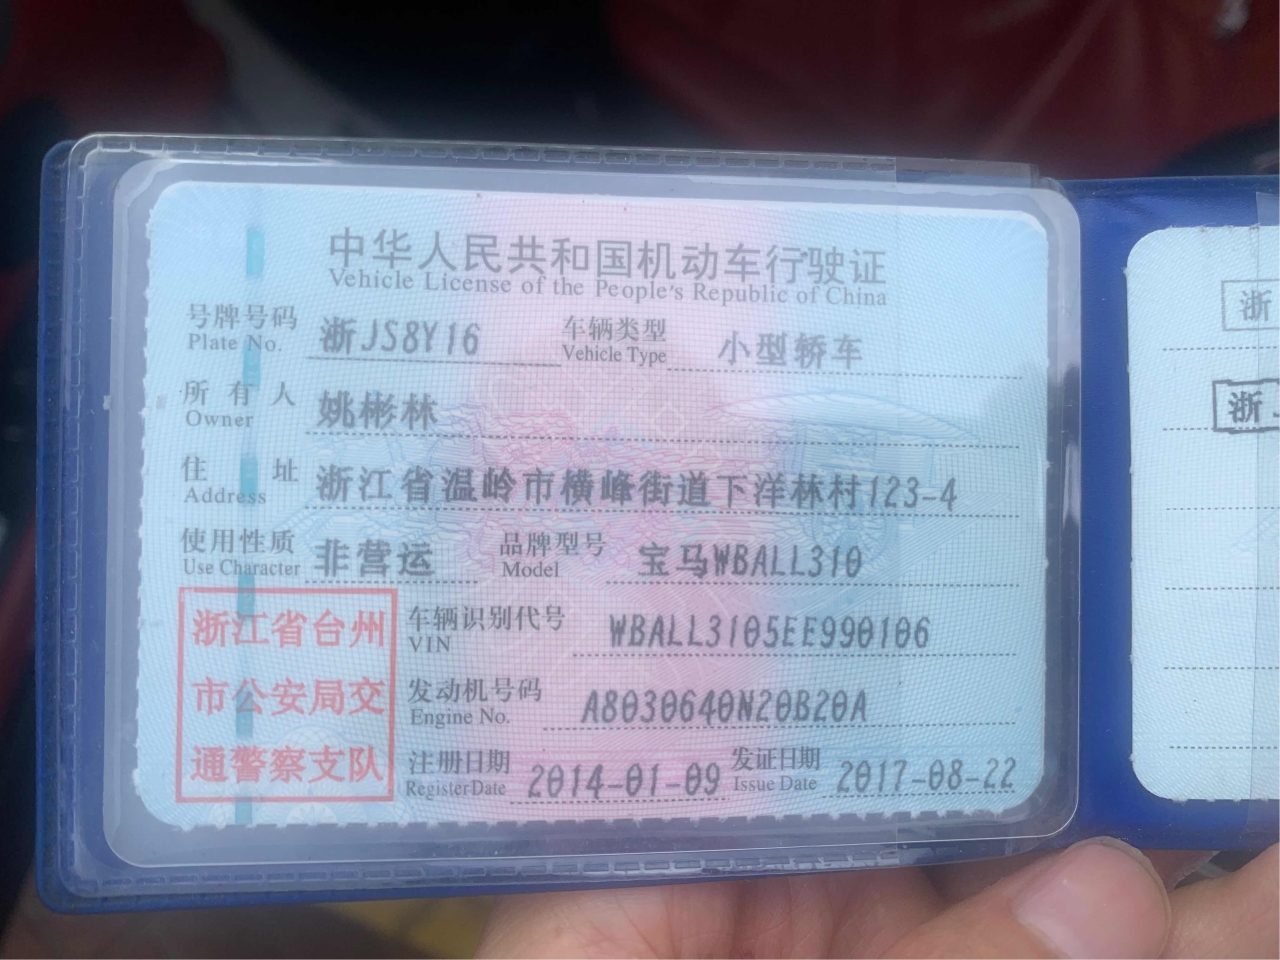 中华人民共和国机动车行驶证
Vehicle License of the People's Republic of China
号牌号码 浙JS8Y16 车辆类型 小型轿车
Plate No. Vehicle Type
所有人 姚彬林
Owner
住址 浙江省温岭市横峰街道下洋林村123-4
Address
使用性质 非营运 品牌型号 宝马WBALL310
Use Character Model
浙江省台州
市公安局交
通警察支队
车辆识别代号 WBALL3105EE990106
VIN
发动机号码 A8030640N20B20A
Engine No.
注册日期 2014-01-09 发证日期 2017-08-22
Register Date Issue Date
浙
浙